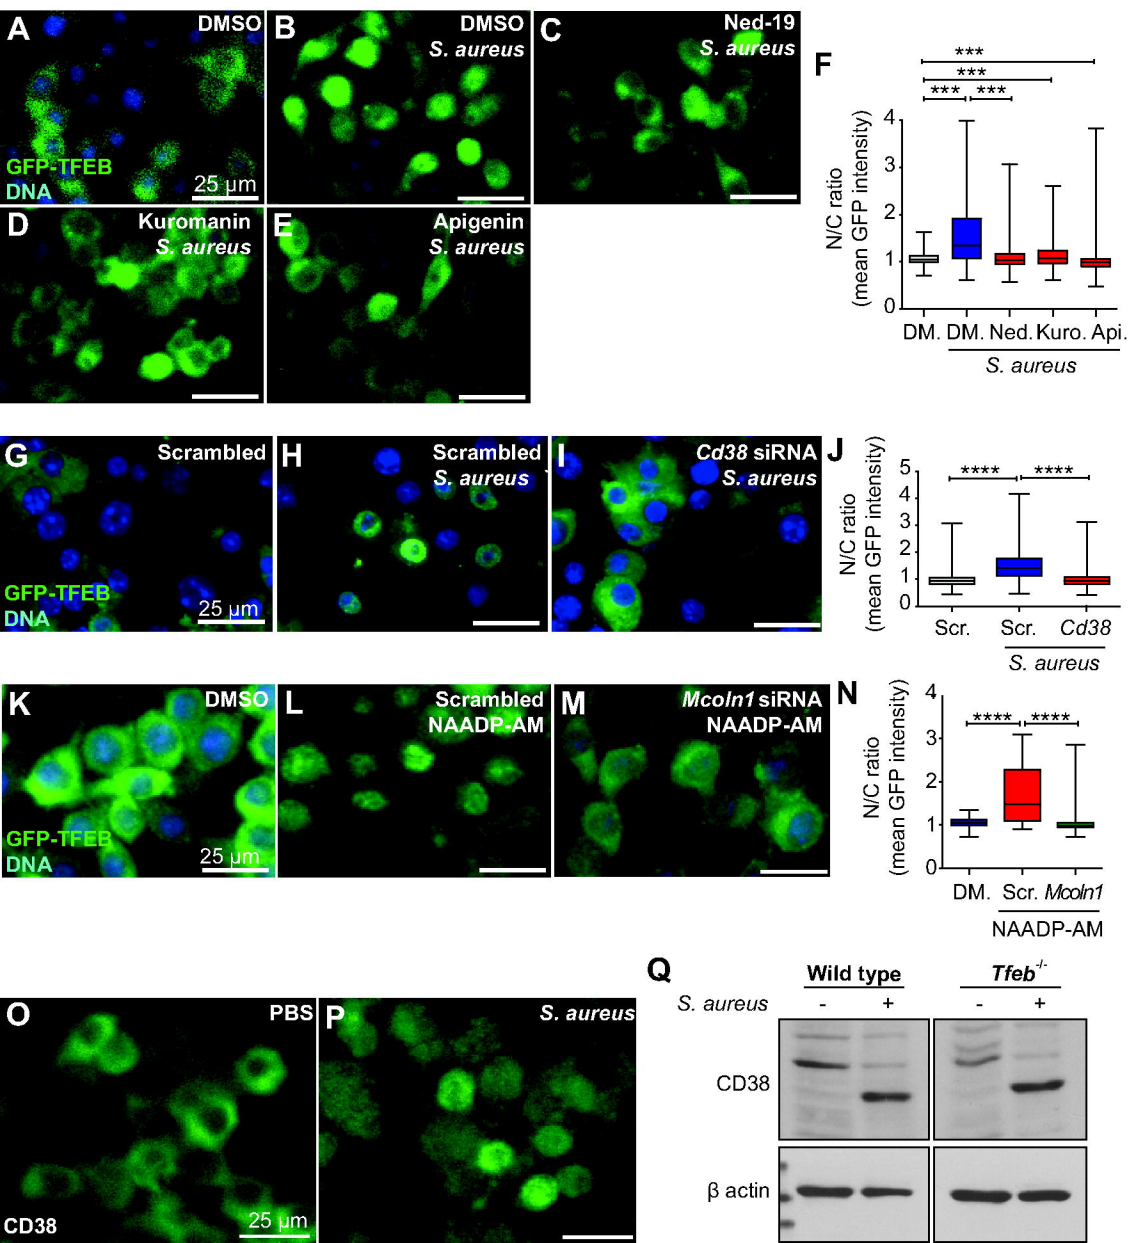 A
DMSO
GFP-TFEB
DNA
25 µm
B
DMSO
S. aureus
C
Ned-19
S. aureus
D
Kuromanin
S. aureus
E
Apigenin
S. aureus
F
***
***
*** ***
N/C ratio
(mean GFP intensity)
4
3
2
1
0
DM. DM. Ned. Kuro. Api.
S. aureus
G
Scrambled
GFP-TFEB
DNA
25 µm
H
Scrambled
S. aureus
I
Cd38 siRNA
S. aureus
J
**** ****
N/C ratio
(mean GFP intensity)
5
4
3
2
1
0
Scr. Scr. Cd38
S. aureus
K
DMSO
GFP-TFEB
DNA
25 µm
L
Scrambled
NAADP-AM
M
Mcoln1 siRNA
NAADP-AM
N
**** ****
N/C ratio
(mean GFP intensity)
4
3
2
1
0
DM. Scr. Mcoln1
NAADP-AM
O
PBS
CD38
25 µm
P
S. aureus
Q
Wild type Tfeb-/-
S. aureus - + - +
CD38
β actin